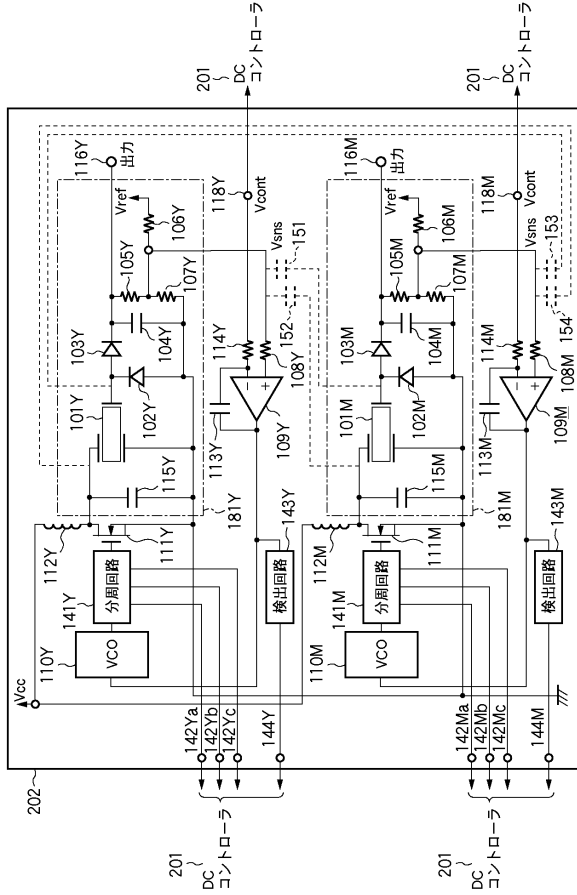 202
Vcc
201
DC
コントローラ
142Ya
142Yb
142Yc
144Y
110Y
VCO
141Y
分周回路
112Y
111Y
143Y
検出回路
115Y
181Y
101Y
102Y
103Y
104Y
105Y
106Y
107Y
Vref
116Y
出力
113Y
114Y
109Y
108Y
−
+
152
151
Vsns
118Y
Vcont
201
DC
コントローラ
201
DC
コントローラ
142Ma
142Mb
142Mc
144M
110M
VCO
141M
分周回路
112M
111M
143M
検出回路
115M
181M
101M
102M
103M
104M
105M
106M
107M
Vref
116M
出力
113M
114M
109M
108M
−
+
154
153
Vsns
118M
Vcont
201
DC
コントローラ